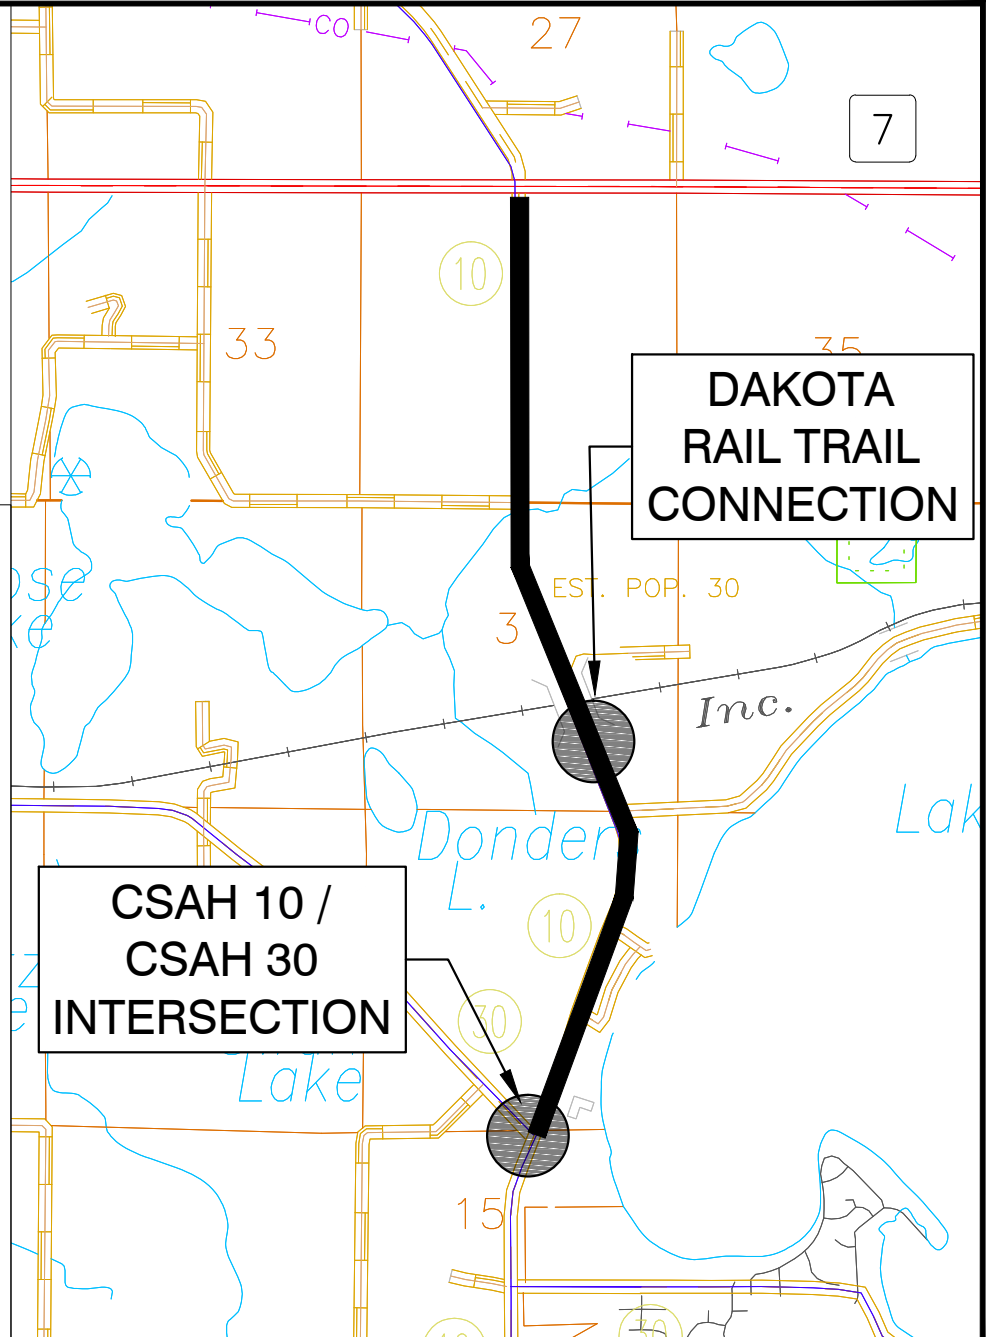 CO
27
7
10
33
35
DAKOTA
RAIL TRAIL
CONNECTION
EST. POP. 30
3
Inc.
Donder
L.
Lak
CSAH 10 /
CSAH 30
INTERSECTION
10
30
Lake
15
30